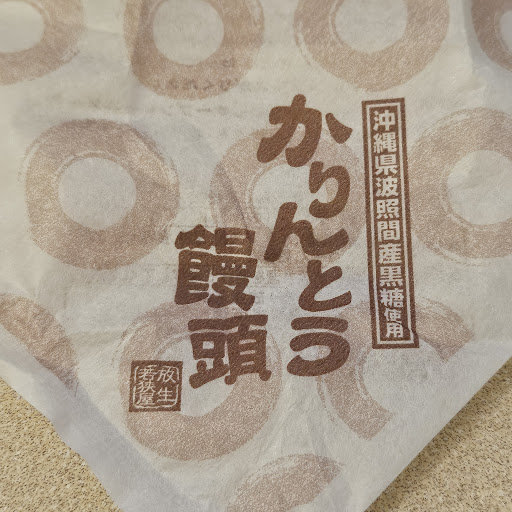 沖縄県波照間産黒糖使用
かりんとう
饅頭
放生
若狭屋